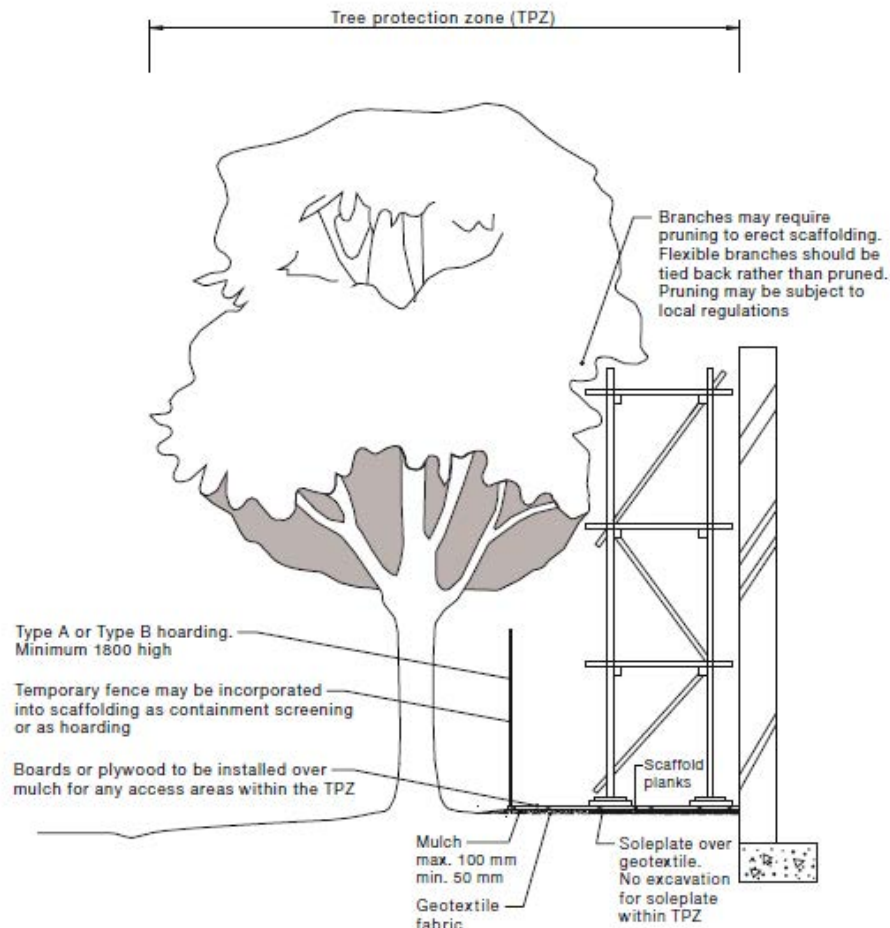 Tree protection zone (TPZ)
Branches may require
pruning to erect scaffolding.
Flexible branches should be
tied back rather than pruned.
Pruning may be subject to
local regulations
Type A or Type B hoarding.
Minimum 1800 high
Temporary fence may be incorporated
into scaffolding as containment screening
or as hoarding
Boards or plywood to be installed over
mulch for any access areas within the TPZ
Scaffold
planks
Mulch
max. 100 mm
min. 50 mm
Geotextile
fabric
Soleplate over
geotextile.
No excavation
for soleplate
within TPZ